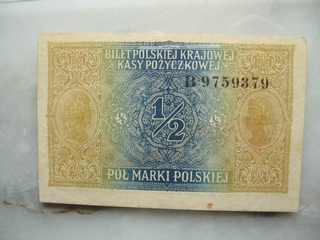 BILET POLSKIEJ KRAJOWEJ
KASY POŻYCZKOWEJ
B 9759379
1/2
PÓŁ MARKI POLSKIEJ